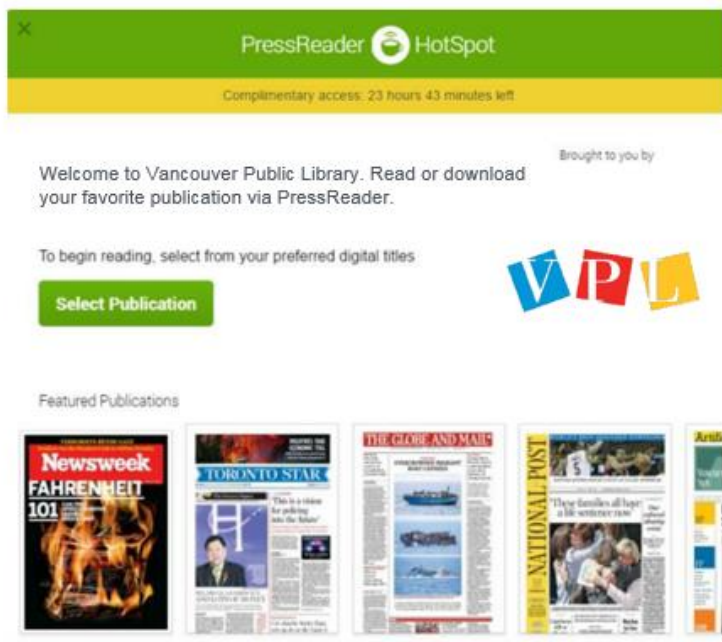 PressReader HotSpot
Complimentary access: 23 hours 43 minutes left
Brought to you by
Welcome to Vancouver Public Library. Read or download
your favorite publication via PressReader.
To begin reading, select from your preferred digital titles
VPL
Select Publication
Featured Publications
Newsweek
FAHRENHEIT
101
TORONTO STAR
'This is a vision
for policing
into the future'
THE GLOBE AND MAIL
NATIONAL POST
'These families all have
a life sentence now'